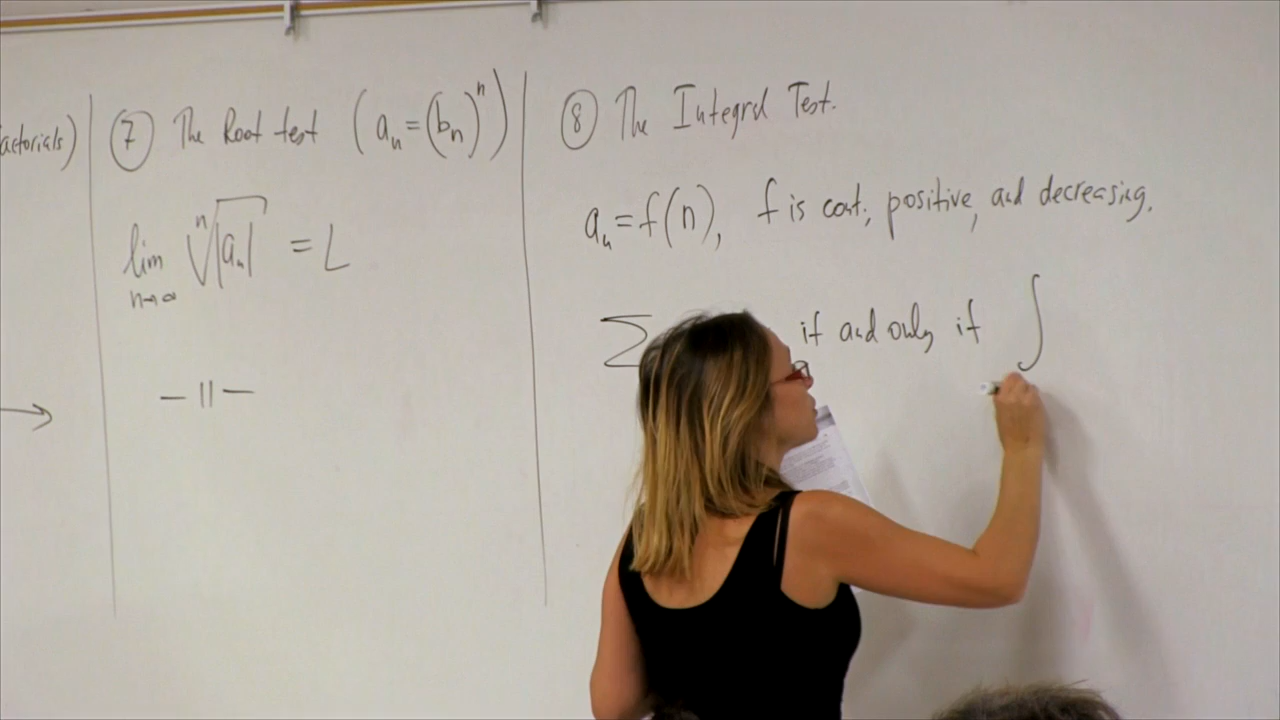 actorials)
⑦ The Root test (aₙ=(bₙ)ⁿ)
lim n→∞ ⁿ√|aₙ| = L
— || —
⑧ The Integral Test.
aₙ=f(n), f is cont., positive, and decreasing.
∑ if and only if ∫